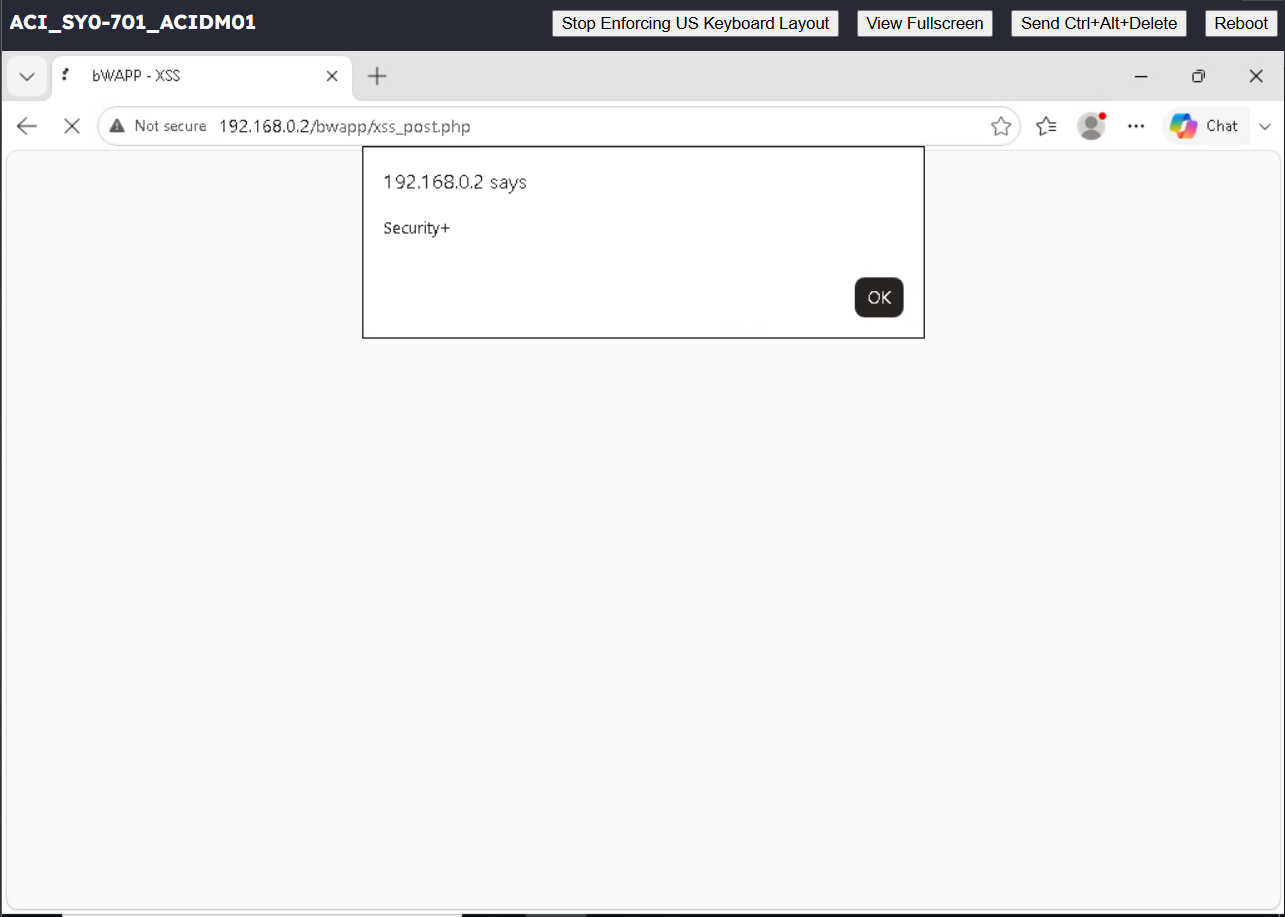 ACI_SY0-701_ACIDM01
Stop Enforcing US Keyboard Layout
View Fullscreen
Send Ctrl+Alt+Delete
Reboot
bWAPP - XSS
Not secure
192.168.0.2/bwapp/xss_post.php
Chat
192.168.0.2 says
Security+
OK